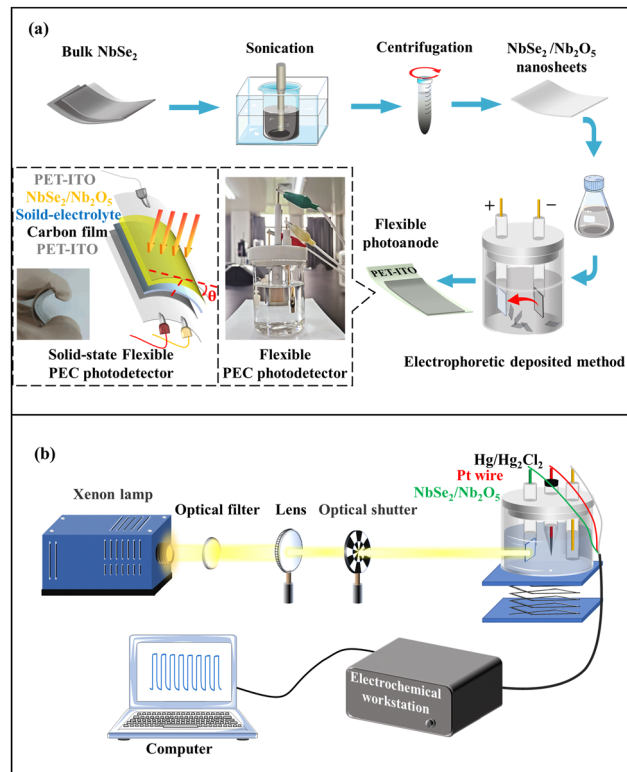 (a)
Bulk NbSe₂
Sonication
Centrifugation
NbSe₂/Nb₂O₅
nanosheets
PET-ITO
NbSe₂/Nb₂O₅
Soild-electrolyte
Carbon film
PET-ITO
θ
Solid-state Flexible
PEC photodetector
Flexible
PEC photodetector
Flexible
photoanode
PET-ITO
+ −
Electrophoretic deposited method
(b)
Xenon lamp
Optical filter
Lens
Optical shutter
Hg/Hg₂Cl₂
Pt wire
NbSe₂/Nb₂O₅
Computer
Electrochemical
workstation